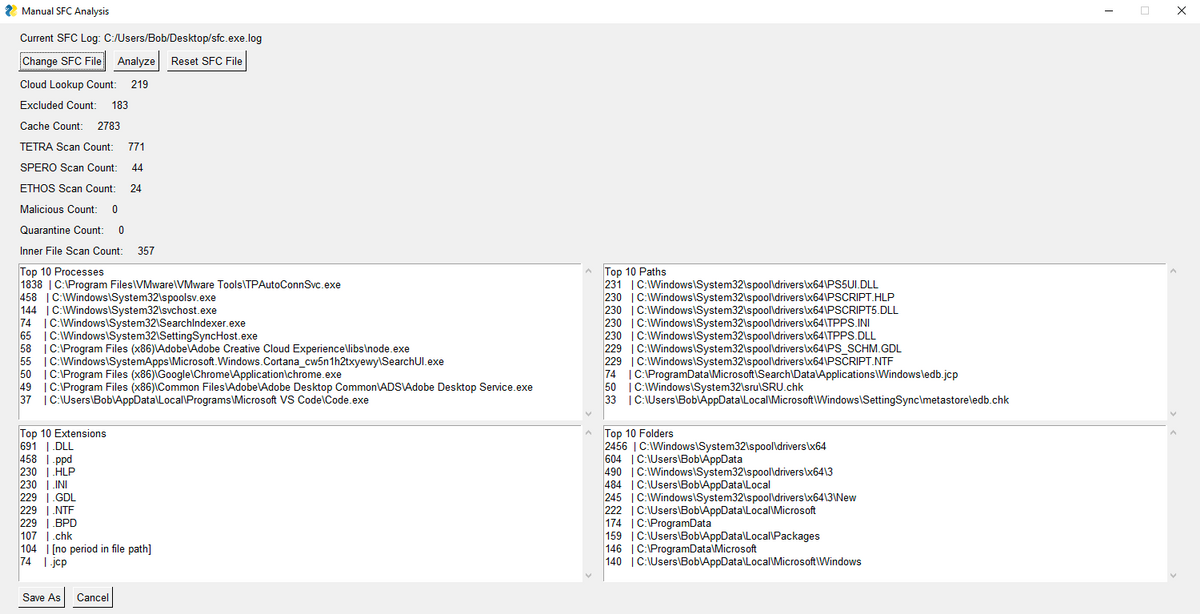 Manual SFC Analysis
Current SFC Log: C:/Users/Bob/Desktop/sfc.exe.log
Change SFC File Analyze Reset SFC File
Cloud Lookup Count: 219
Excluded Count: 183
Cache Count: 2783
TETRA Scan Count: 771
SPERO Scan Count: 44
ETHOS Scan Count: 24
Malicious Count: 0
Quarantine Count: 0
Inner File Scan Count: 357
Top 10 Processes
1838 | C:\Program Files\VMware\VMware Tools\TPAutoConnSvc.exe
458 | C:\Windows\System32\spoolsv.exe
144 | C:\Windows\System32\svchost.exe
74 | C:\Windows\System32\SearchIndexer.exe
65 | C:\Windows\System32\SettingSyncHost.exe
58 | C:\Program Files (x86)\Adobe\Adobe Creative Cloud Experience\libs\node.exe
55 | C:\Windows\SystemApps\Microsoft.Windows.Cortana_cw5n1h2txyewy\SearchUI.exe
50 | C:\Program Files (x86)\Google\Chrome\Application\chrome.exe
49 | C:\Program Files (x86)\Common Files\Adobe\Adobe Desktop Common\ADS\Adobe Desktop Service.exe
37 | C:\Users\Bob\AppData\Local\Programs\Microsoft VS Code\Code.exe
Top 10 Paths
231 | C:\Windows\System32\spool\drivers\x64\PS5UI.DLL
230 | C:\Windows\System32\spool\drivers\x64\PSCRIPT.HLP
230 | C:\Windows\System32\spool\drivers\x64\PSCRIPT5.DLL
230 | C:\Windows\System32\spool\drivers\x64\TPPS.INI
230 | C:\Windows\System32\spool\drivers\x64\TPPS.DLL
229 | C:\Windows\System32\spool\drivers\x64\PS_SCHM.GDL
229 | C:\Windows\System32\spool\drivers\x64\PSCRIPT.NTF
74 | C:\ProgramData\Microsoft\Search\Data\Applications\Windows\edb.jcp
50 | C:\Windows\System32\sru\SRU.chk
33 | C:\Users\Bob\AppData\Local\Microsoft\Windows\SettingSync\metastore\edb.chk
Top 10 Extensions
691 | .DLL
458 | .ppd
230 | .HLP
230 | .INI
229 | .GDL
229 | .NTF
229 | .BPD
107 | .chk
104 | [no period in file path]
74 | .jcp
Top 10 Folders
2456 | C:\Windows\System32\spool\drivers\x64
604 | C:\Users\Bob\AppData
490 | C:\Windows\System32\spool\drivers\x64\3
484 | C:\Users\Bob\AppData\Local
245 | C:\Windows\System32\spool\drivers\x64\3\New
222 | C:\Users\Bob\AppData\Local\Microsoft
174 | C:\ProgramData
159 | C:\Users\Bob\AppData\Local\Packages
146 | C:\ProgramData\Microsoft
140 | C:\Users\Bob\AppData\Local\Microsoft\Windows
Save As Cancel